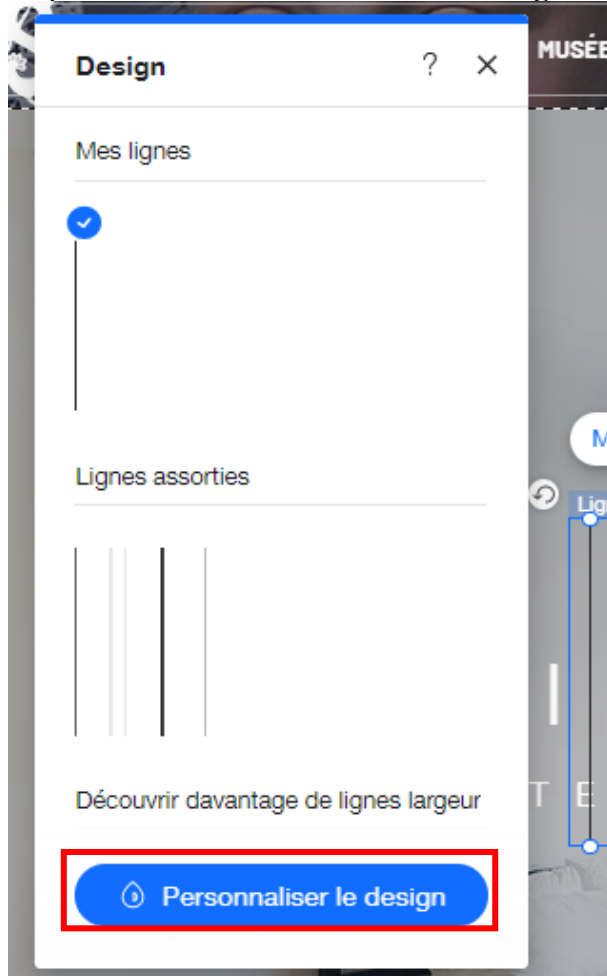 Design ?
MUSÉE
Mes lignes
Lignes assorties
Découvrir davantage de lignes largeur
T E
Personnaliser le design